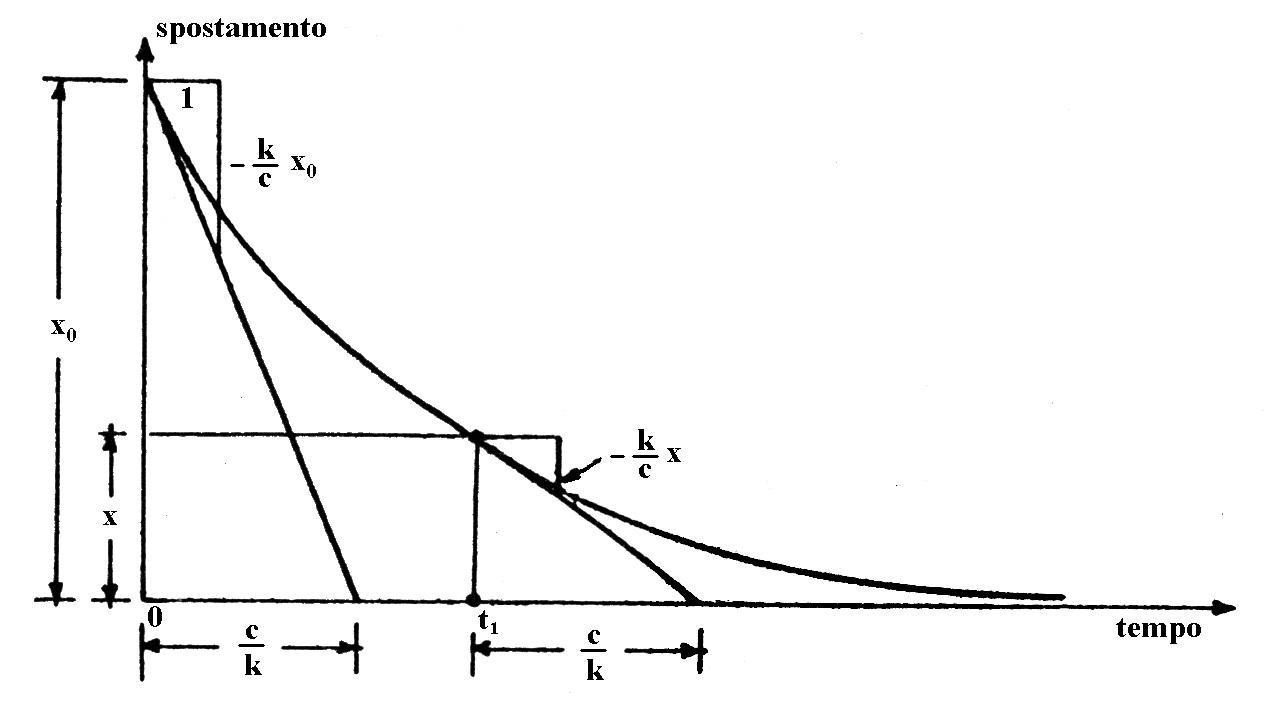 spostamento
1
- k/c x₀
x₀
- k/c x
x
0
t₁
tempo
c/k
c/k